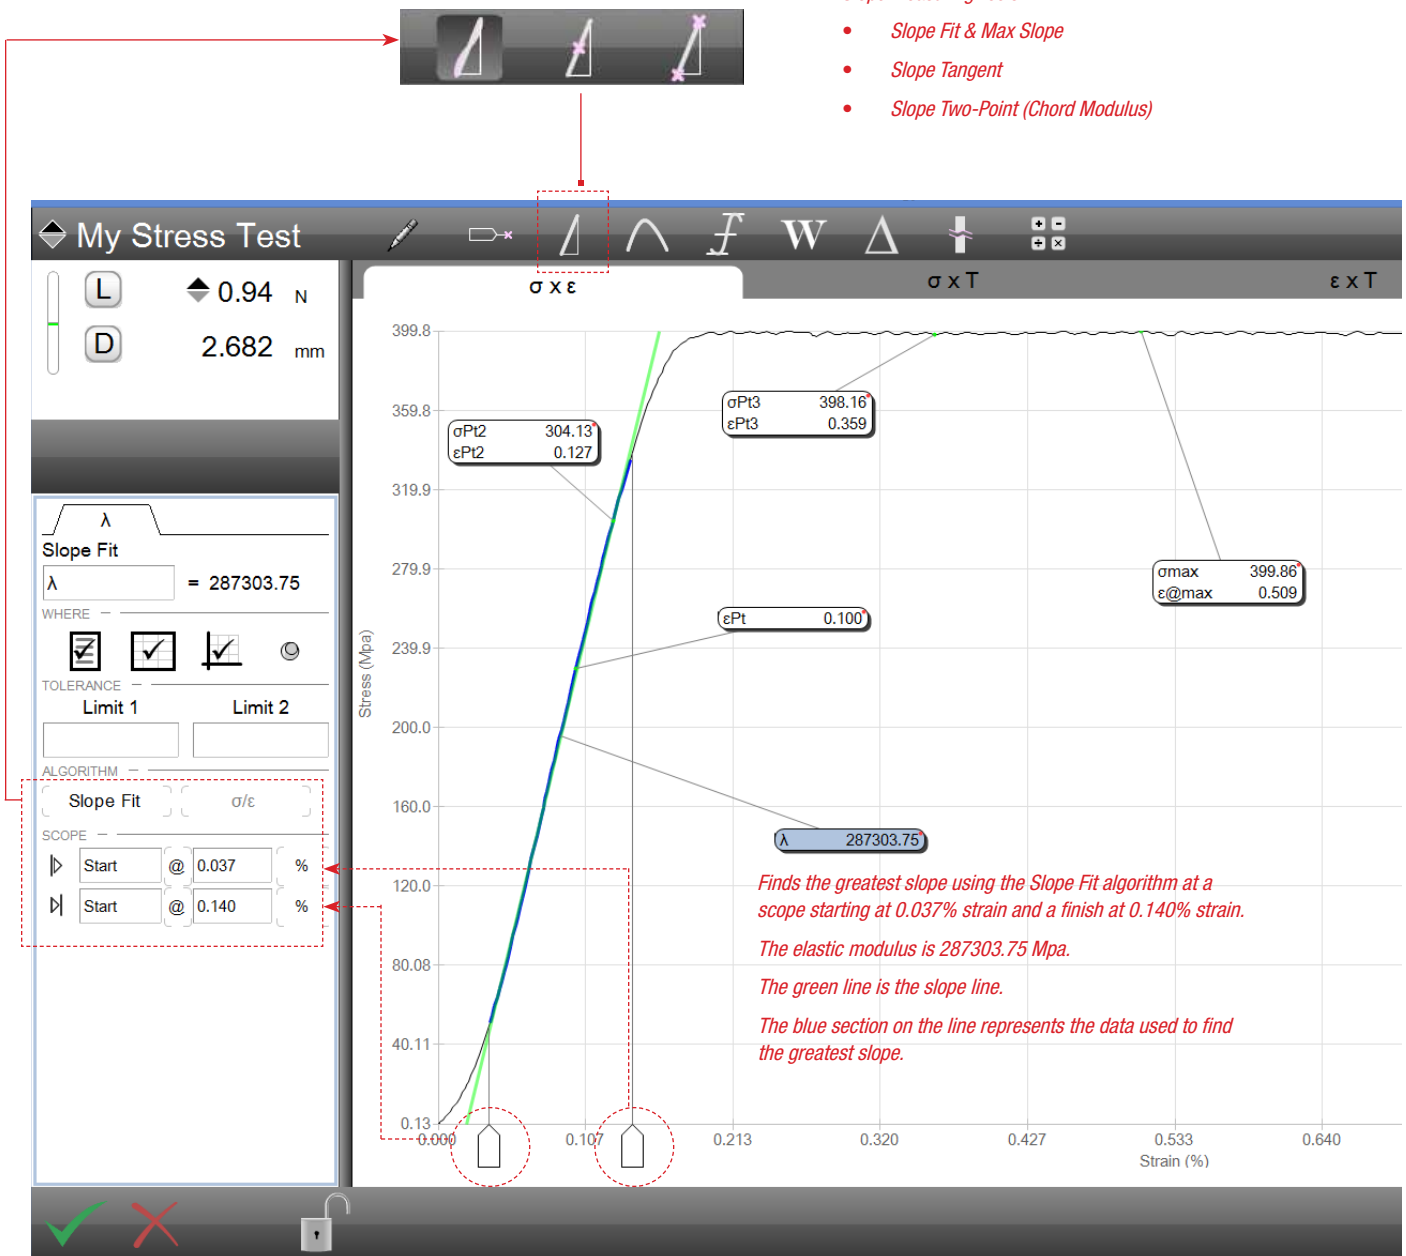 • Slope Fit & Max Slope
• Slope Tangent
• Slope Two-Point (Chord Modulus)
My Stress Test
W
L 0.94 N
D 2.682 mm
σ x ε
σ x T
ε x T
λ
Slope Fit
λ = 287303.75
WHERE
TOLERANCE
Limit 1 Limit 2
ALGORITHM
Slope Fit σ/ε
SCOPE
Start @ 0.037 %
Start @ 0.140 %
Stress (Mpa)
399.8
359.8
319.9
279.9
239.9
200.0
160.0
120.0
80.08
40.11
0.13
σPt2 304.13*
εPt2 0.127
σPt3 398.16*
εPt3 0.359
σmax 399.86*
ε@max 0.509
εPt 0.100*
λ 287303.75*
Finds the greatest slope using the Slope Fit algorithm at a
scope starting at 0.037% strain and a finish at 0.140% strain.
The elastic modulus is 287303.75 Mpa.
The green line is the slope line.
The blue section on the line represents the data used to find
the greatest slope.
0.000 0.107 0.213 0.320 0.427 0.533 0.640
Strain (%)